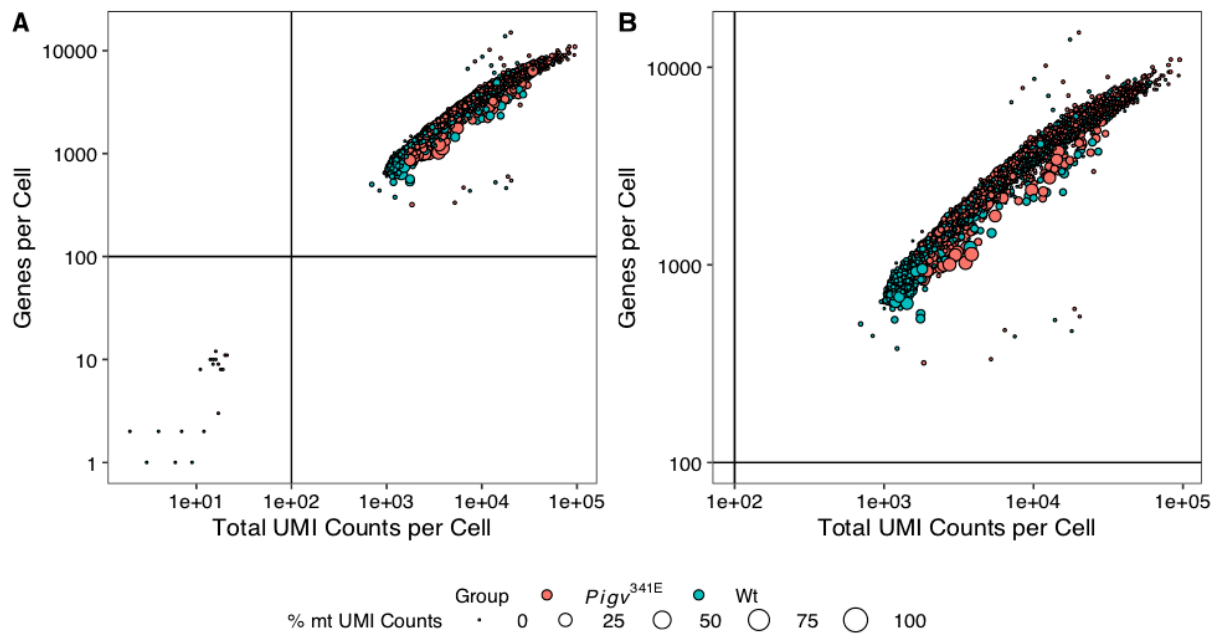 A
B
Genes per Cell
10000
1000
100
10
1
1e+01
1e+02
1e+03
1e+04
1e+05
Total UMI Counts per Cell
Genes per Cell
10000
1000
100
1e+02
1e+03
1e+04
1e+05
Total UMI Counts per Cell
Group Pigv^341E Wt
% mt UMI Counts 0 25 50 75 100